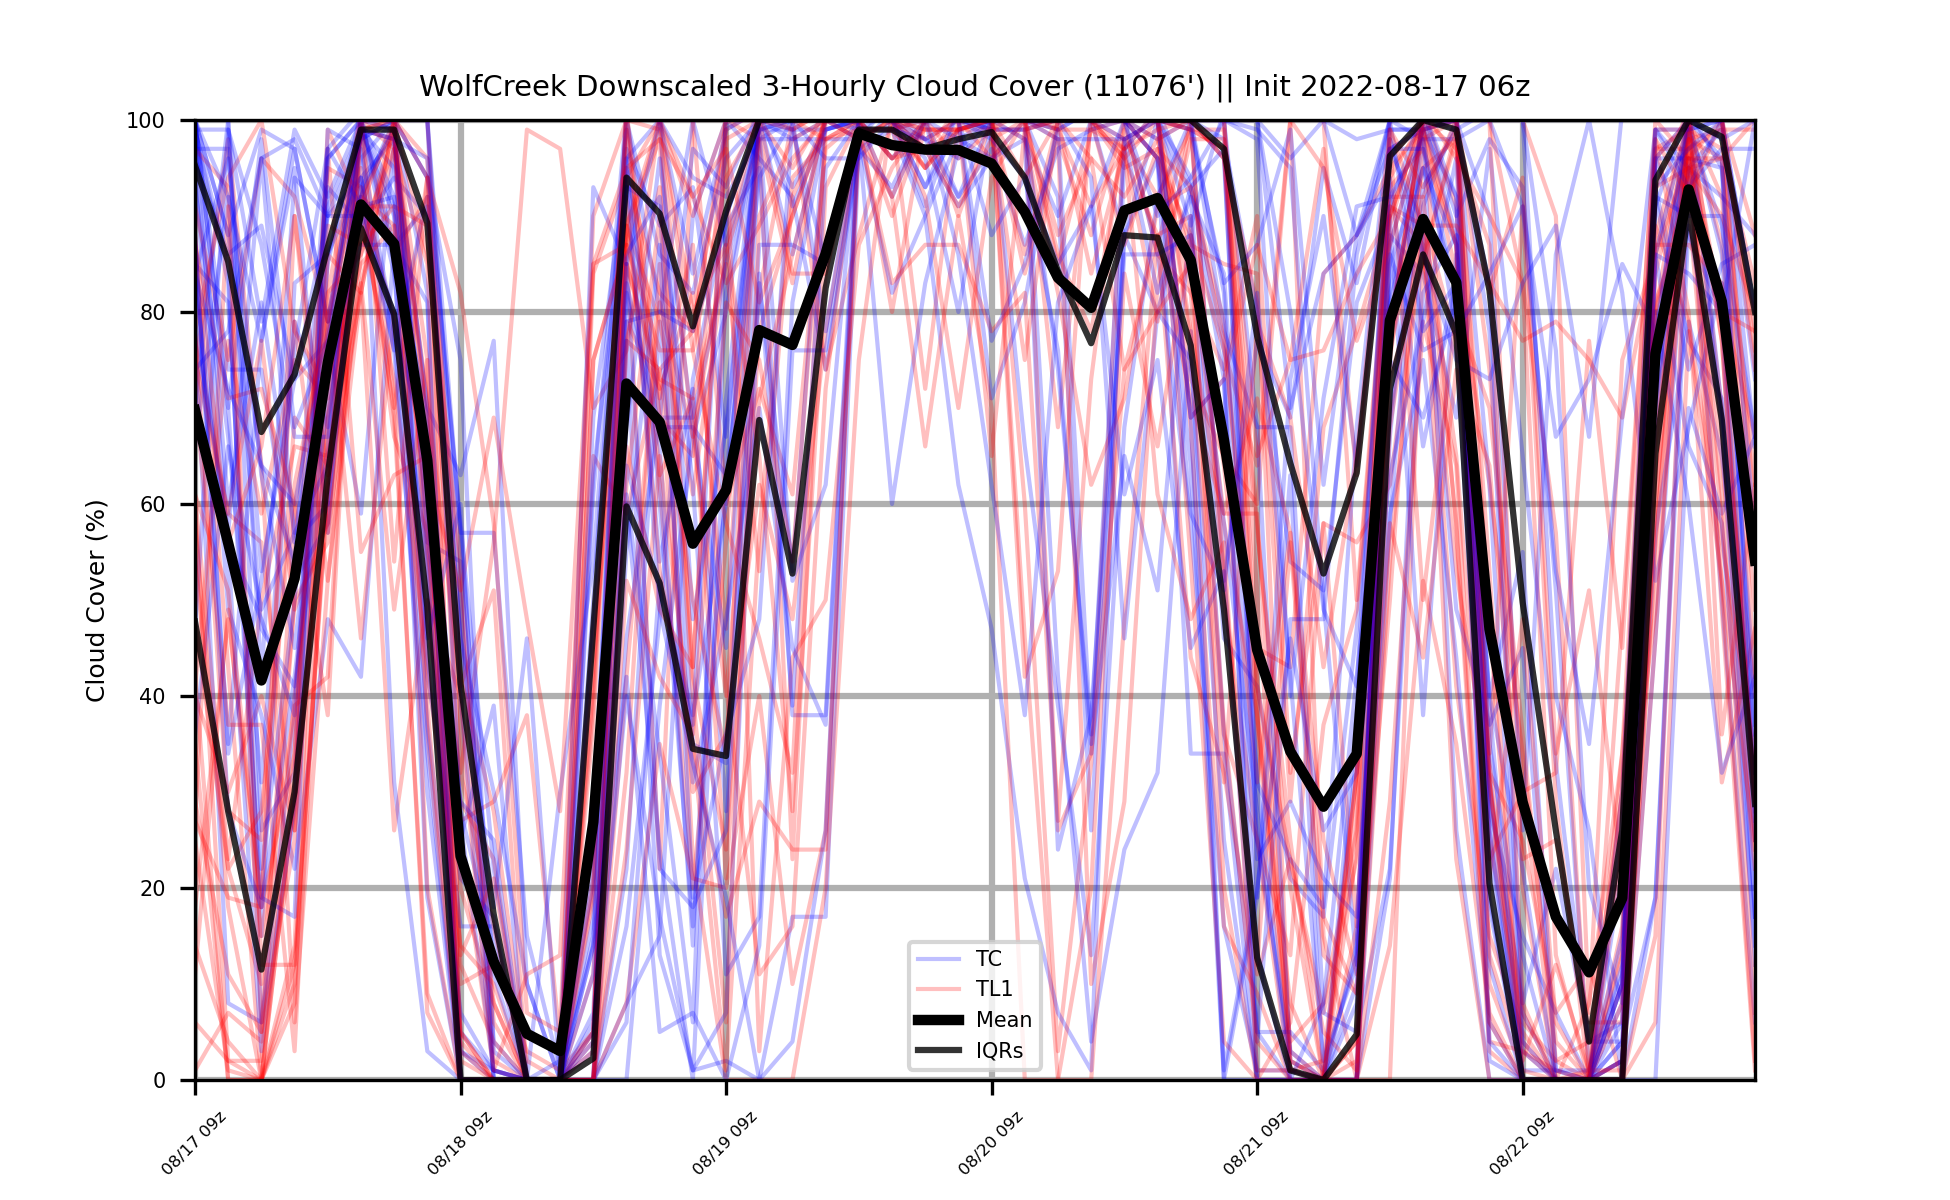 WolfCreek Downscaled 3-Hourly Cloud Cover (11076') || Init 2022-08-17 06z
Cloud Cover (%)
100
80
60
40
20
0
TC
TL1
Mean
IQRs
08/17 09z
08/18 09z
08/19 09z
08/20 09z
08/21 09z
08/22 09z